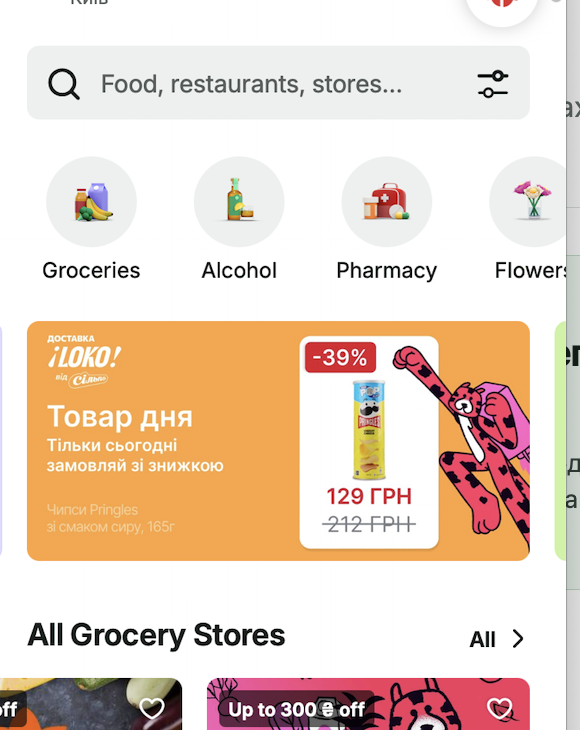 Київ
Food, restaurants, stores...
Groceries
Alcohol
Pharmacy
Flowers
ДОСТАВКА
¡LOKO!
від Сільпо
Товар дня
Тільки сьогодні
замовляй зі знижкою
Чипси Pringles
зі смаком сиру, 165г
-39%
PRINGLES
129 ГРН
212 ГРН
All Grocery Stores
All
off
Up to 300 ₴ off